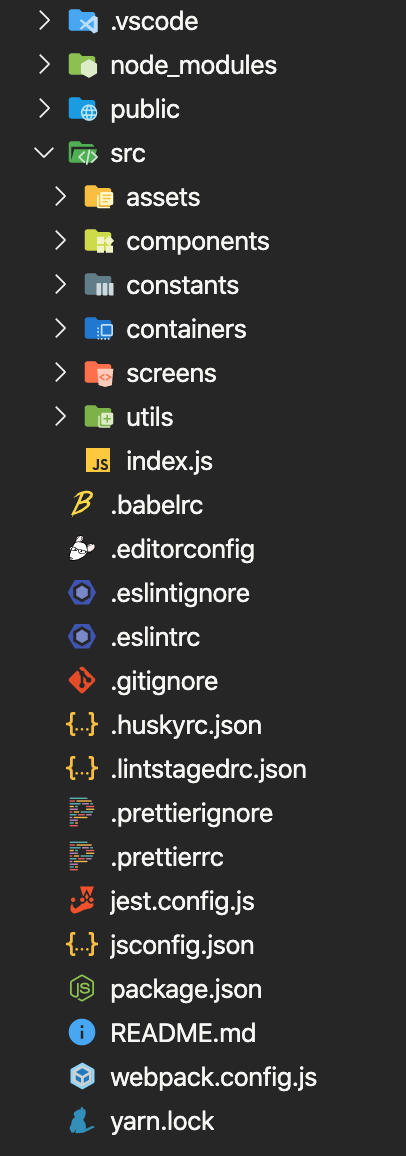 .vscode
node_modules
public
src
assets
components
constants
containers
screens
utils
JS index.js
.babelrc
.editorconfig
.eslintignore
.eslintrc
.gitignore
{..} .huskyrc.json
{..} .lintstagedrc.json
.prettierignore
.prettierrc
jest.config.js
{..} jsconfig.json
package.json
README.md
webpack.config.js
yarn.lock